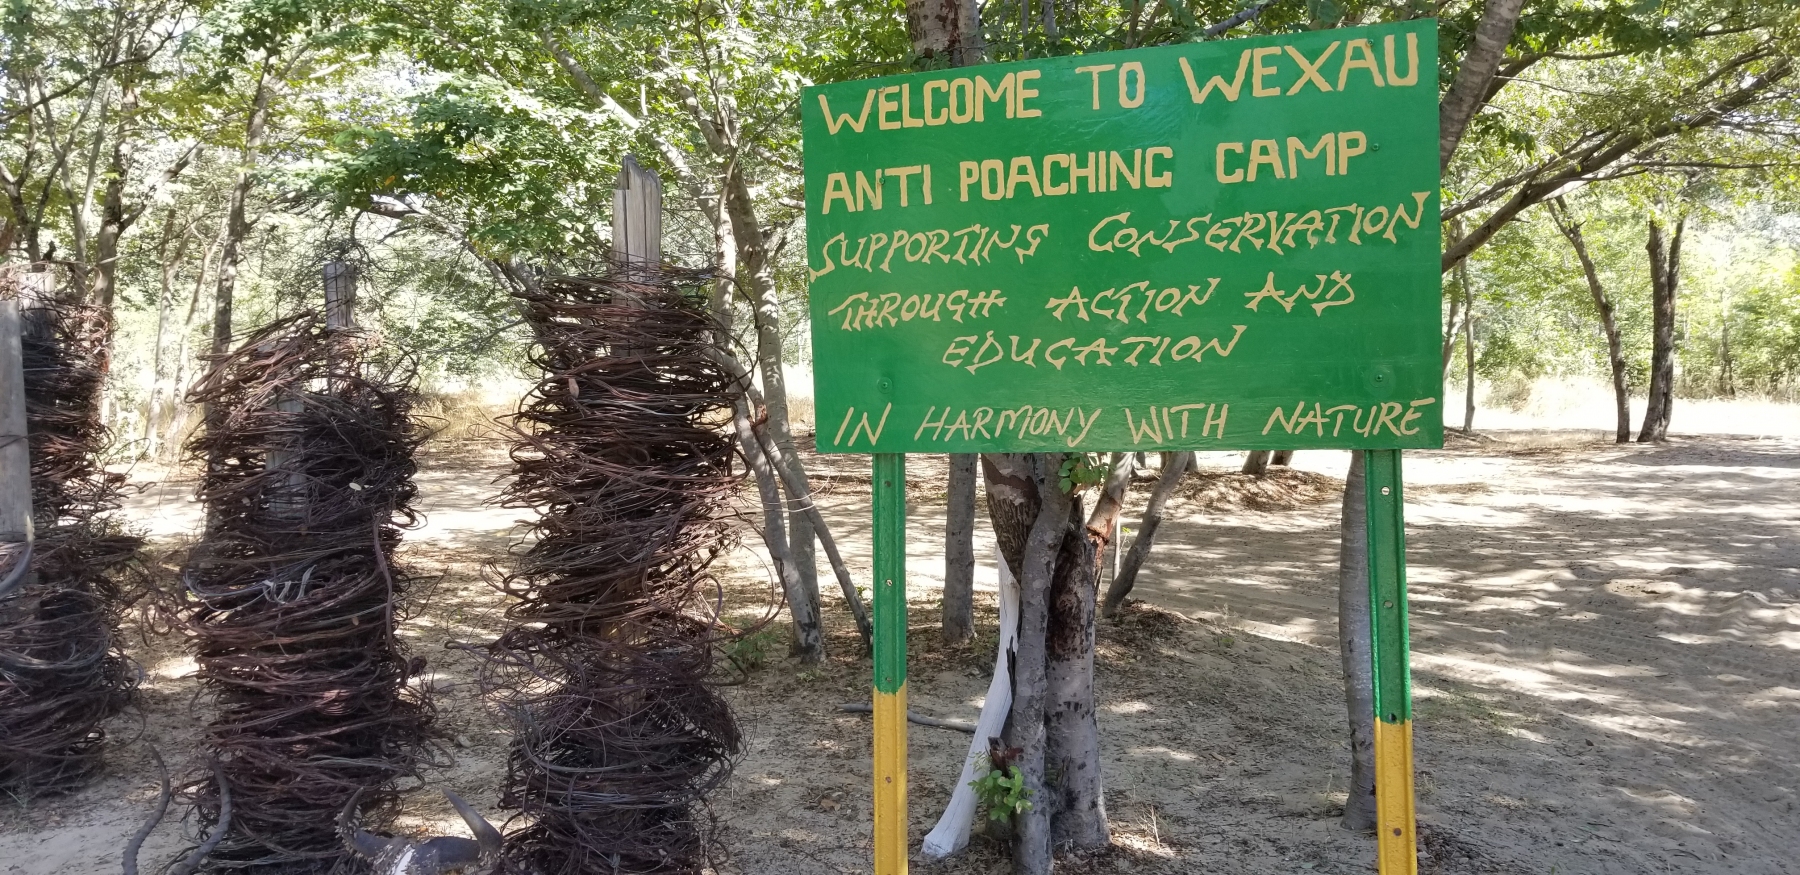 WELCOME TO WEXAU
ANTI POACHING CAMP
SUPPORTING CONSERVATION
THROUGH ACTION AND
EDUCATION
IN HARMONY WITH NATURE